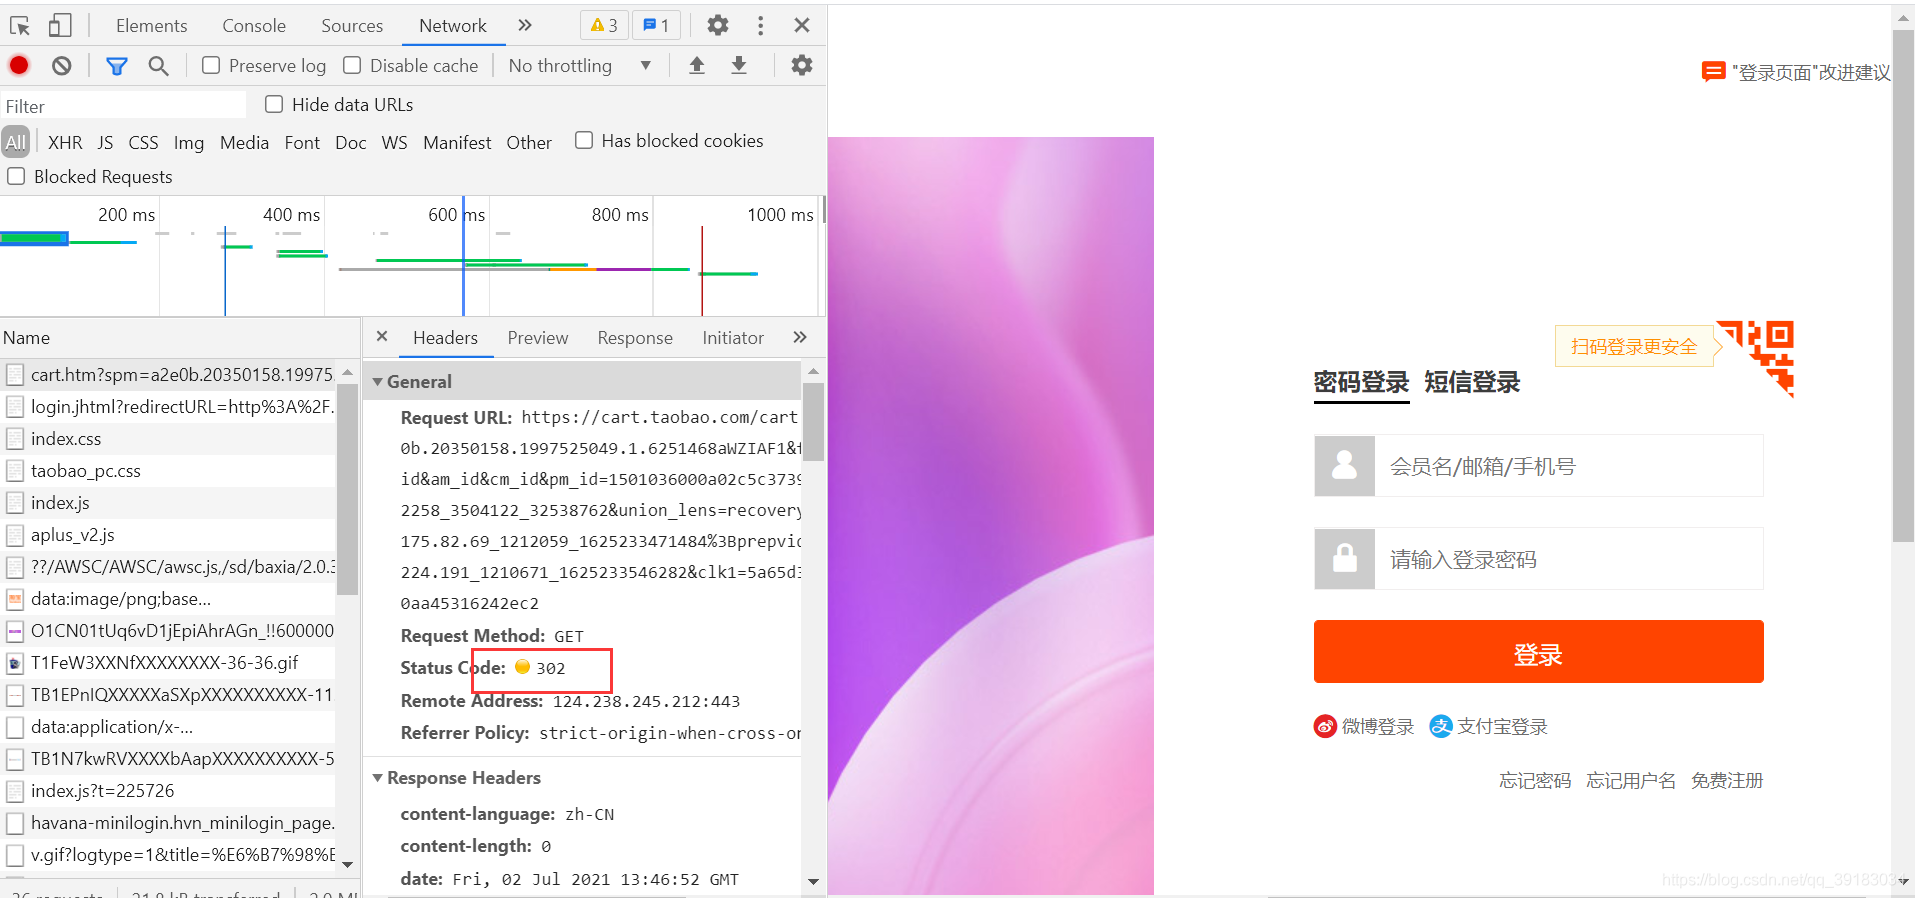 Elements Console Sources Network 3 1
Preserve log Disable cache No throttling
Filter Hide data URLs
All XHR JS CSS Img Media Font Doc WS Manifest Other Has blocked cookies
Blocked Requests
200 ms 400 ms 600 ms 800 ms 1000 ms
Name
cart.htm?spm=a2e0b.20350158.19975
login.jhtml?redirectURL=http%3A%2F.
index.css
taobao_pc.css
index.js
aplus_v2.js
??/AWSC/AWSC/awsc.js,/sd/baxia/2.0.3
data:image/png;base...
O1CN01tUq6vD1jEpiAhrAGn_!!600000
T1FeW3XXNfXXXXXXXX-36-36.gif
TB1EPnIQXXXXXaSXpXXXXXXXXXX-11
data:application/x-...
TB1N7kwRVXXXXbAapXXXXXXXXXX-5
index.js?t=225726
havana-minilogin.hvn_minilogin_page.
v.gif?logtype=1&title=%E6%B7%98%E
26 requests 21.8 kB transferred 2.0 M
Headers Preview Response Initiator
General
Request URL: https://cart.taobao.com/cart
0b.20350158.1997525049.1.6251468aWZIAF1&f
id&am_id&cm_id&pm_id=1501036000a02c5c3739
2258_3504122_32538762&union_lens=recovery
175.82.69_1212059_1625233471484%3Bprepvid
224.191_1210671_1625233546282&clk1=5a65d3
0aa45316242ec2
Request Method: GET
Status Code: 302
Remote Address: 124.238.245.212:443
Referrer Policy: strict-origin-when-cross-or
Response Headers
content-language: zh-CN
content-length: 0
date: Fri, 02 Jul 2021 13:46:52 GMT
"登录页面"改进建议
扫码登录更安全
密码登录 短信登录
会员名/邮箱/手机号
请输入登录密码
登录
微博登录 支付宝登录
忘记密码 忘记用户名 免费注册